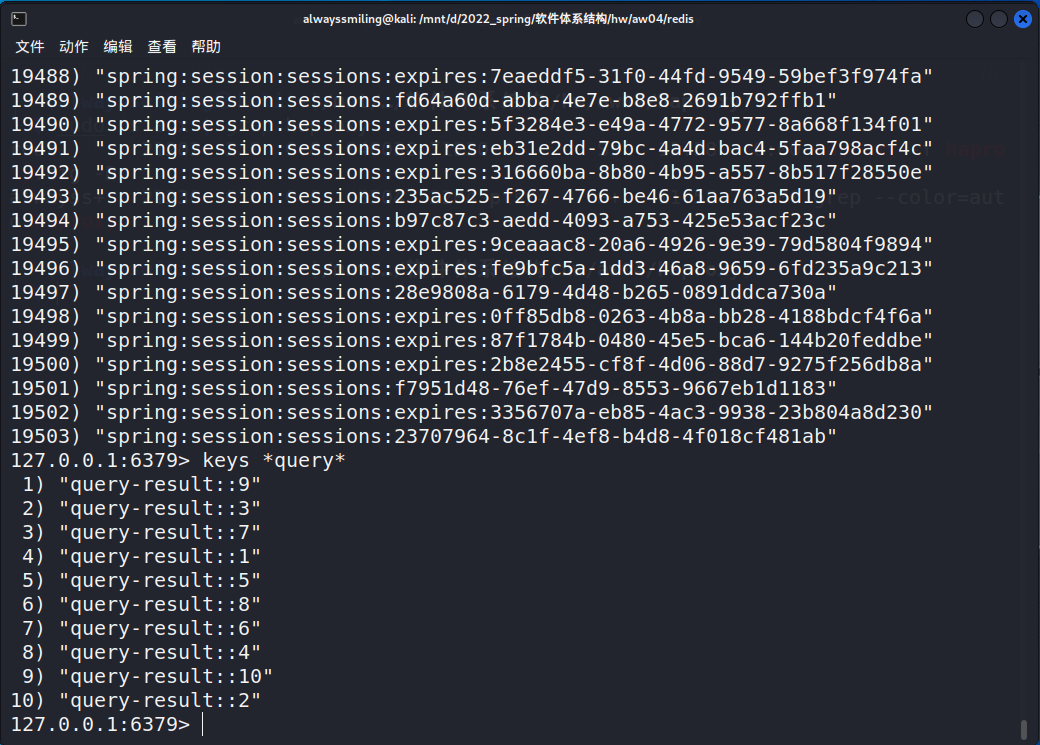 alwayssmiling@kali: /mnt/d/2022_spring/软件体系结构/hw/aw04/redis
文件 动作 编辑 查看 帮助
19488) "spring:session:sessions:expires:7eaeddf5-31f0-44fd-9549-59bef3f974fa"
19489) "spring:session:sessions:fd64a60d-abba-4e7e-b8e8-2691b792ffb1"
19490) "spring:session:sessions:expires:5f3284e3-e49a-4772-9577-8a668f134f01"
19491) "spring:session:sessions:expires:eb31e2dd-79bc-4a4d-bac4-5faa798acf4c"
19492) "spring:session:sessions:expires:316660ba-8b80-4b95-a557-8b517f28550e"
19493) "spring:session:sessions:235ac525-f267-4766-be46-61aa763a5d19"
19494) "spring:session:sessions:b97c87c3-aedd-4093-a753-425e53acf23c"
19495) "spring:session:sessions:expires:9ceaaac8-20a6-4926-9e39-79d5804f9894"
19496) "spring:session:sessions:expires:fe9bfc5a-1dd3-46a8-9659-6fd235a9c213"
19497) "spring:session:sessions:28e9808a-6179-4d48-b265-0891ddca730a"
19498) "spring:session:sessions:expires:0ff85db8-0263-4b8a-bb28-4188bdcf4f6a"
19499) "spring:session:sessions:expires:87f1784b-0480-45e5-bca6-144b20feddbe"
19500) "spring:session:sessions:expires:2b8e2455-cf8f-4d06-88d7-9275f256db8a"
19501) "spring:session:sessions:f7951d48-76ef-47d9-8553-9667eb1d1183"
19502) "spring:session:sessions:expires:3356707a-eb85-4ac3-9938-23b804a8d230"
19503) "spring:session:sessions:23707964-8c1f-4ef8-b4d8-4f018cf481ab"
127.0.0.1:6379> keys *query*
1) "query-result::9"
2) "query-result::3"
3) "query-result::7"
4) "query-result::1"
5) "query-result::5"
6) "query-result::8"
7) "query-result::6"
8) "query-result::4"
9) "query-result::10"
10) "query-result::2"
127.0.0.1:6379>